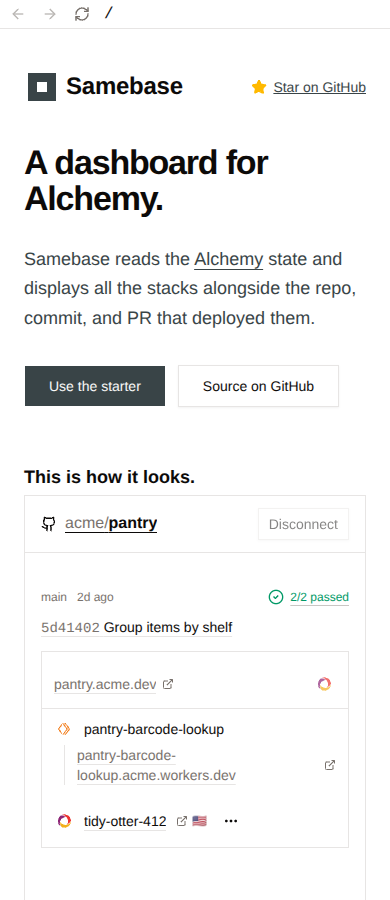 /
Samebase
Star on GitHub
A dashboard for
Alchemy.
Samebase reads the Alchemy state and
displays all the stacks alongside the repo,
commit, and PR that deployed them.
Use the starter
Source on GitHub
This is how it looks.
acme/pantry
Disconnect
main 2d ago
2/2 passed
5d41402 Group items by shelf
pantry.acme.dev
pantry-barcode-lookup
pantry-barcode-
lookup.acme.workers.dev
tidy-otter-412